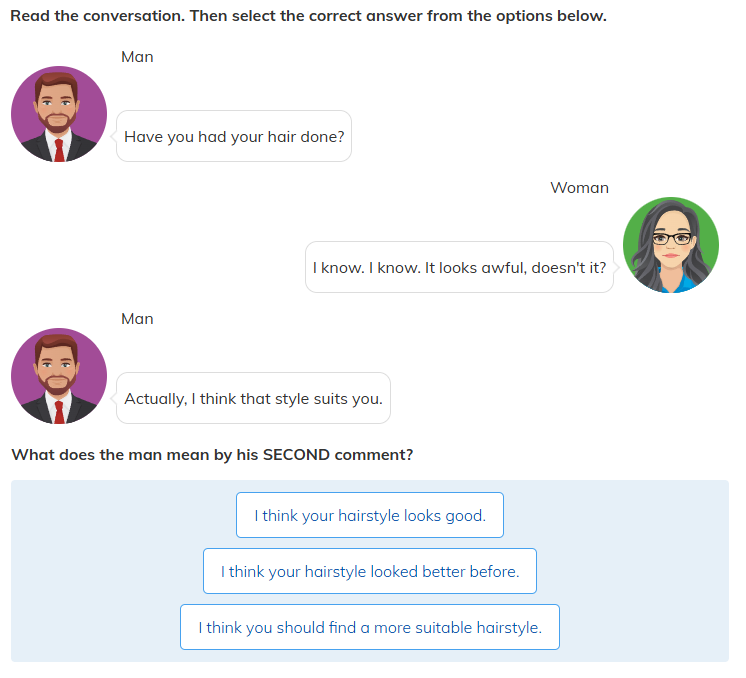 Read the conversation. Then select the correct answer from the options below.
Man
Have you had your hair done?
Woman
I know. I know. It looks awful, doesn't it?
Man
Actually, I think that style suits you.
What does the man mean by his SECOND comment?
I think your hairstyle looks good.
I think your hairstyle looked better before.
I think you should find a more suitable hairstyle.